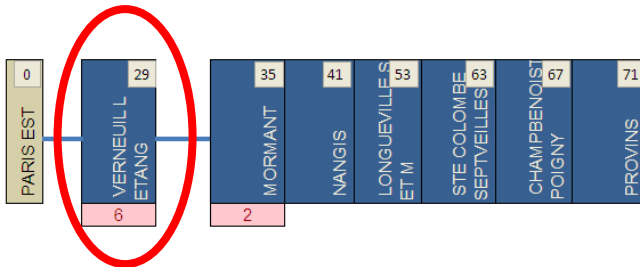 0
PARIS EST
29
VERNEUIL L
ETANG
6
35
MORMANT
2
41
NANGIS
53
LONGUEVILLE S
ET M
63
STE COLOMBE
SEPTVEILLES
67
CHAMPBENOIST
POIGNY
71
PROVINS